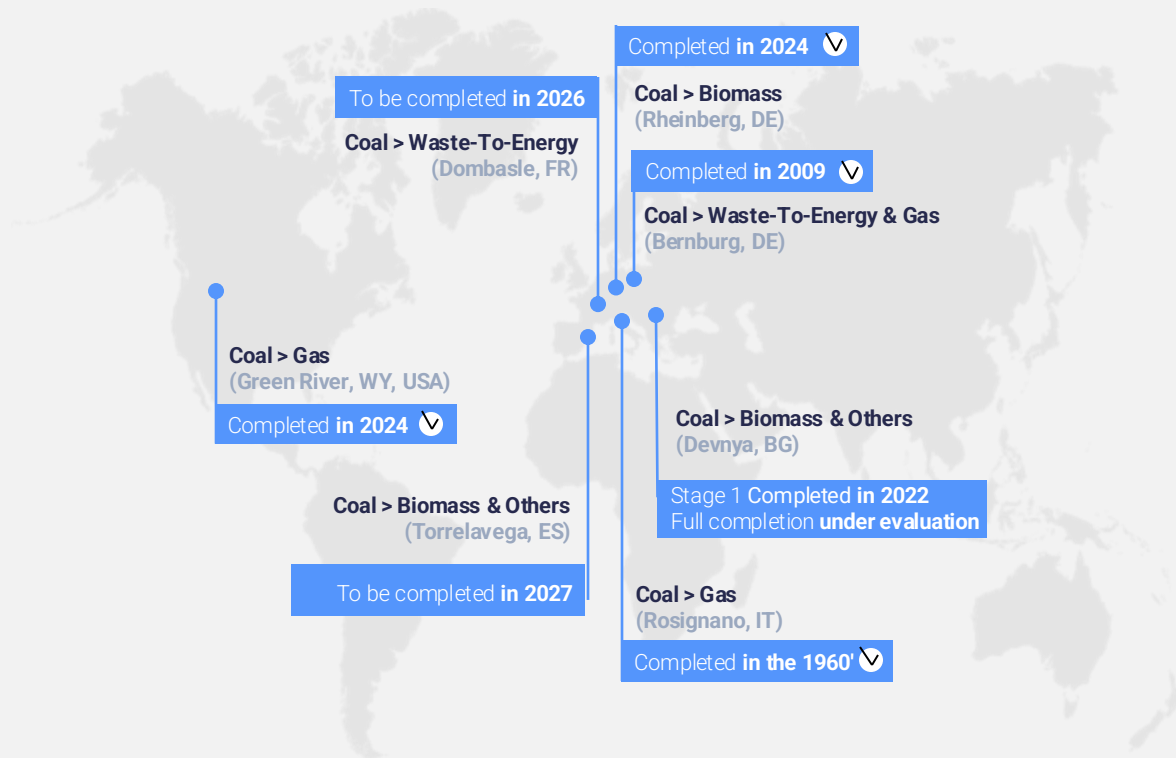 Completed in 2024
Coal > Biomass
(Rheinberg, DE)
To be completed in 2026
Coal > Waste-To-Energy
(Dombasle, FR)
Completed in 2009
Coal > Waste-To-Energy & Gas
(Bernburg, DE)
Coal > Gas
(Green River, WY, USA)
Completed in 2024
Coal > Biomass & Others
(Devnya, BG)
Stage 1 Completed in 2022
Full completion under evaluation
Coal > Biomass & Others
(Torrelavega, ES)
To be completed in 2027
Coal > Gas
(Rosignano, IT)
Completed in the 1960'